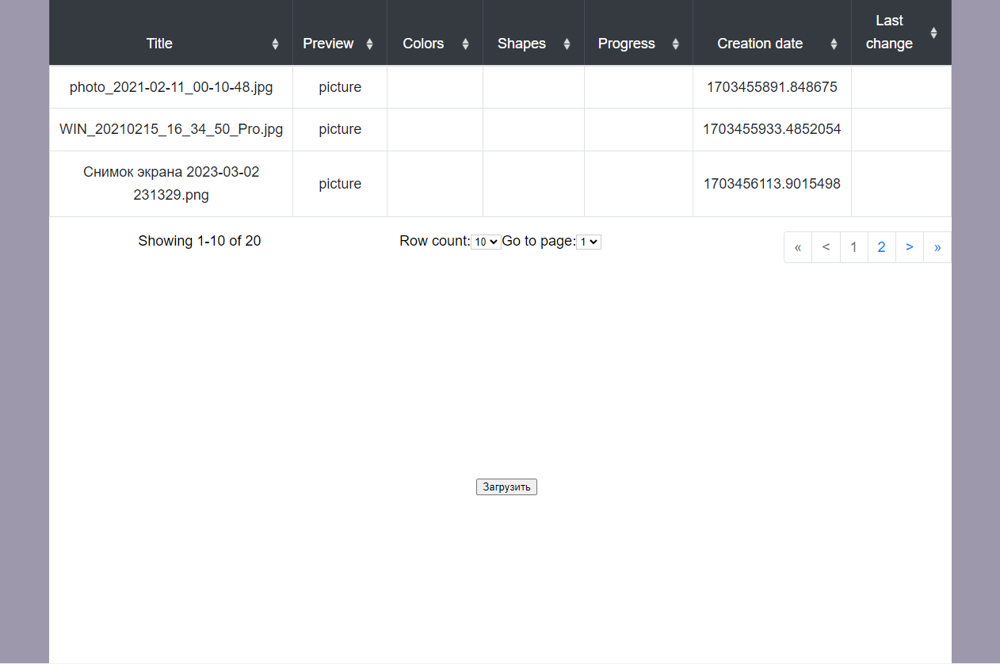 Title Preview Colors Shapes Progress Creation date Last change
photo_2021-02-11_00-10-48.jpg picture 1703455891.848675
WIN_20210215_16_34_50_Pro.jpg picture 1703455933.4852054
Снимок экрана 2023-03-02
231329.png picture 1703456113.9015498
Showing 1-10 of 20 Row count: 10 Go to page: 1 « < 1 2 > »
Загрузить